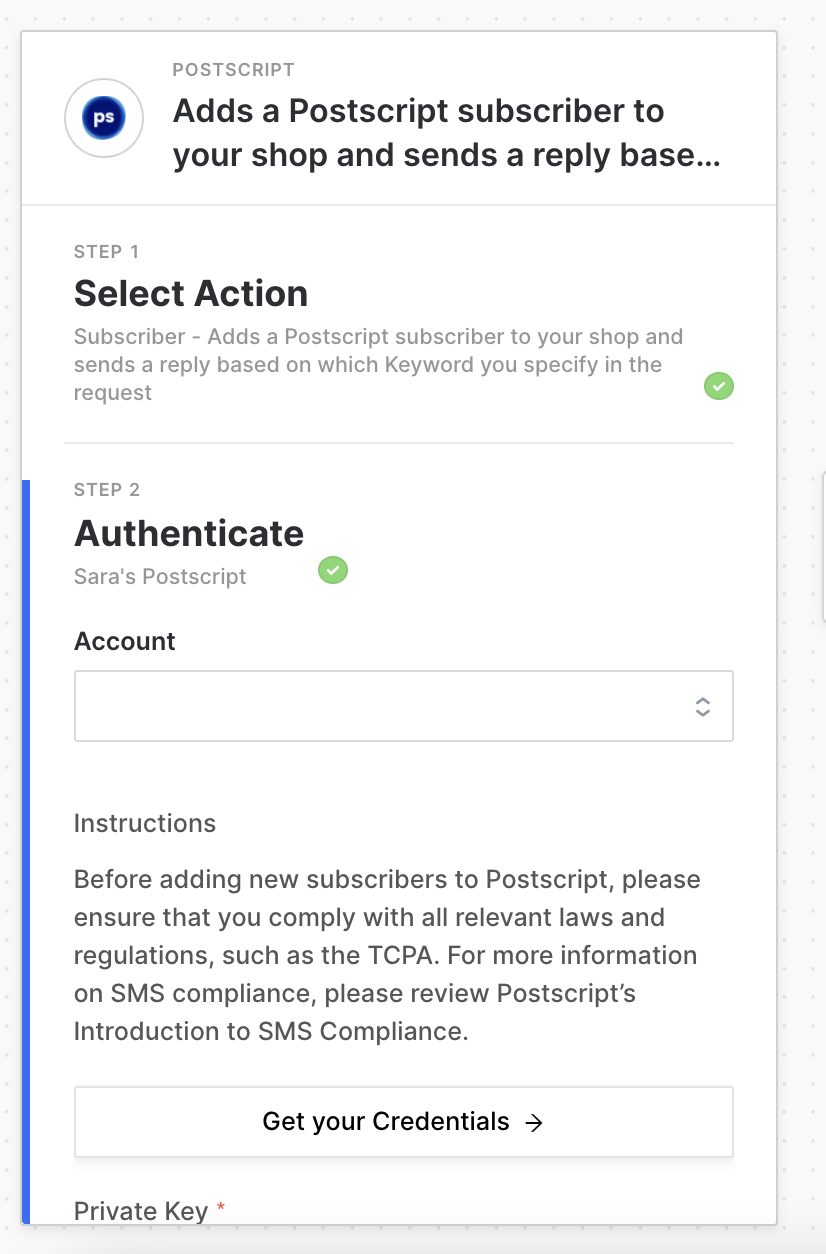 POSTSCRIPT
ps
Adds a Postscript subscriber to
your shop and sends a reply base...
STEP 1
Select Action
Subscriber - Adds a Postscript subscriber to your shop and
sends a reply based on which Keyword you specify in the
request
STEP 2
Authenticate
Sara's Postscript
Account
Instructions
Before adding new subscribers to Postscript, please
ensure that you comply with all relevant laws and
regulations, such as the TCPA. For more information
on SMS compliance, please review Postscript’s
Introduction to SMS Compliance.
Get your Credentials →
Private Key *